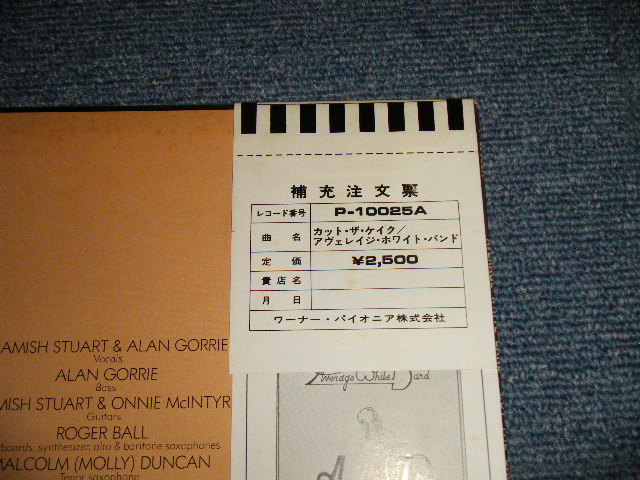 補充注文票
レコード番号 P-10025A
曲名 カット・ザ・ケイク/
アヴェレイジ・ホワイト・バンド
定価 ¥2,500
貴店名
月日
ワーナー・パイオニア株式会社
Average White Band
AMISH STUART & ALAN GORRIE
Vocals
ALAN GORRIE
Bass
MISH STUART & ONNIE McINTYR
Guitars
ROGER BALL
boards, synthesizer, alto & baritone saxophones
MALCOLM (MOLLY) DUNCAN
Tenor saxophone